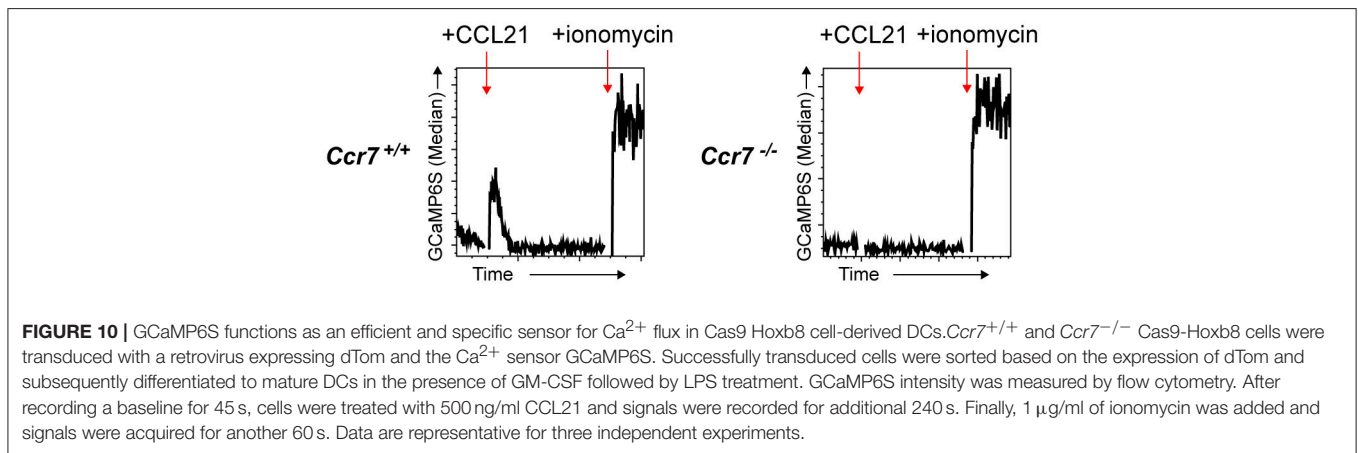 +CCL21 +ionomycin +CCL21 +ionomycin
GCaMP6S (Median) → GCaMP6S (Median) →
Ccr7 +/+ Ccr7 -/-
Time → Time →
FIGURE 10 | GCaMP6S functions as an efficient and specific sensor for Ca2+ flux in Cas9 Hoxb8 cell-derived DCs.Ccr7+/+ and Ccr7−/− Cas9-Hoxb8 cells were
transduced with a retrovirus expressing dTom and the Ca2+ sensor GCaMP6S. Successfully transduced cells were sorted based on the expression of dTom and
subsequently differentiated to mature DCs in the presence of GM-CSF followed by LPS treatment. GCaMP6S intensity was measured by flow cytometry. After
recording a baseline for 45 s, cells were treated with 500 ng/ml CCL21 and signals were recorded for additional 240 s. Finally, 1 μg/ml of ionomycin was added and
signals were acquired for another 60 s. Data are representative for three independent experiments.